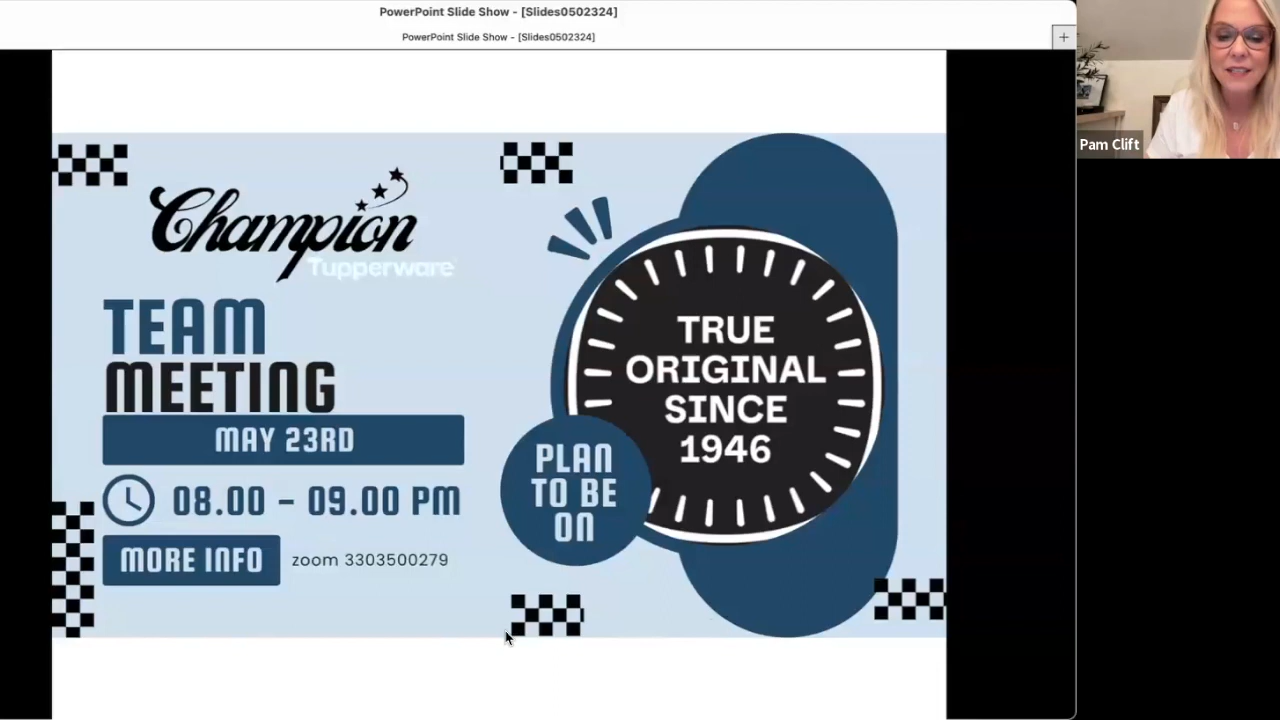 PowerPoint Slide Show - [Slides0502324]
PowerPoint Slide Show - [Slides0502324]
+
Pam Clift
Champion
Tupperware
TEAM
MEETING
MAY 23RD
08.00 - 09.00 PM
MORE INFO
zoom 3303500279
TRUE
ORIGINAL
SINCE
1946
PLAN
TO BE
ON